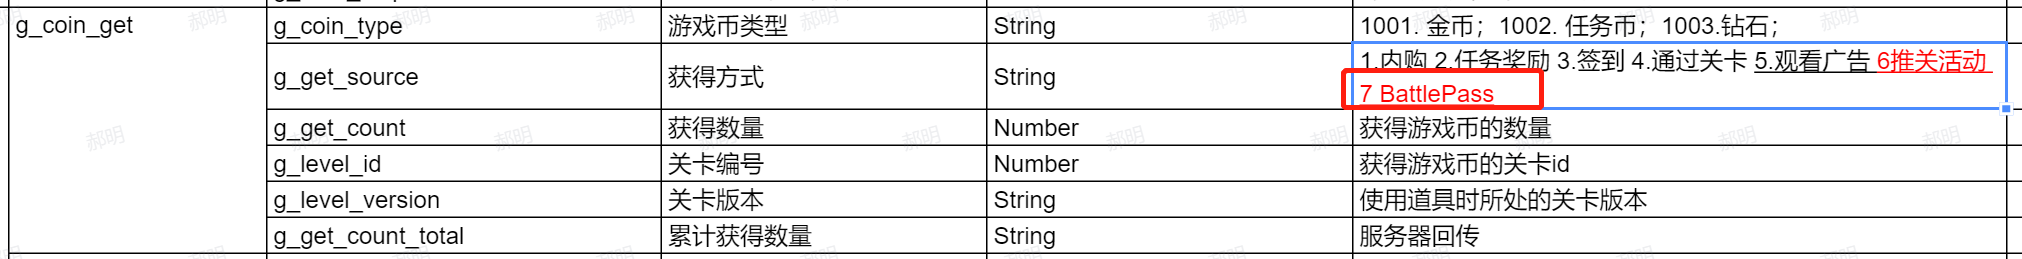 g_coin_get g_coin_type 游戏币类型 String 1001. 金币；1002. 任务币；1003.钻石；
g_get_source 获得方式 String 1.内购 2.任务奖励 3.签到 4.通过关卡 5.观看广告 6推关活动
7 BattlePass
g_get_count 获得数量 Number 获得游戏币的数量
g_level_id 关卡编号 Number 获得游戏币的关卡id
g_level_version 关卡版本 String 使用道具时所处的关卡版本
g_get_count_total 累计获得数量 String 服务器回传
郝明